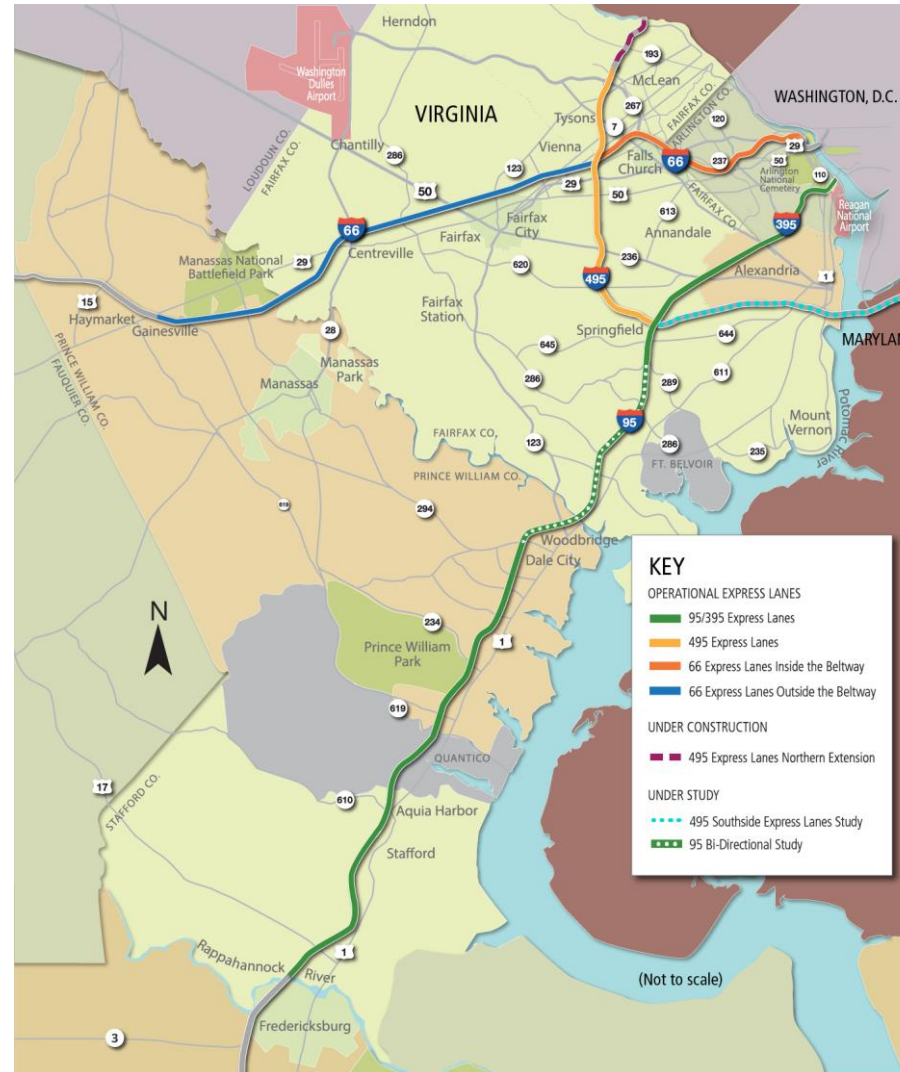 Herndon
193
Washington
Dulles
Airport
McLean
FAIRFAX CO.
ARLINGTON CO.
WASHINGTON, D.C.
VIRGINIA
Tysons
267
7
120
LOUDOUN CO.
FAIRFAX CO.
Chantilly
286
Vienna
123
50
29
Falls
Church
66
237
29
50
Arlington
National
Cemetery
110
50
613
FAIRFAX CO.
Reagan
National
Airport
66
Fairfax
City
Annandale
395
Manassas National
Battlefield Park
29
Centreville
Fairfax
620
236
495
Alexandria
1
15
Haymarket
Gainesville
Fairfax
Station
Springfield
28
645
644
MARYLAN
PRINCE WILLIAM CO.
FAUQUIER CO.
Manassas
Park
Manassas
286
289
611
95
Mount
Vernon
Potomac River
FAIRFAX CO.
123
286
235
FT. BELVOIR
PRINCE WILLIAM CO.
619
294
Woodbridge
Dale City
N
234
Prince William
Park
1
619
QUANTICO
17
STAFFORD CO.
610
Aquia Harbor
Stafford
Rappahannock
River
1
Fredericksburg
3
(Not to scale)
KEY
OPERATIONAL EXPRESS LANES
95/395 Express Lanes
495 Express Lanes
66 Express Lanes Inside the Beltway
66 Express Lanes Outside the Beltway
UNDER CONSTRUCTION
495 Express Lanes Northern Extension
UNDER STUDY
495 Southside Express Lanes Study
95 Bi-Directional Study